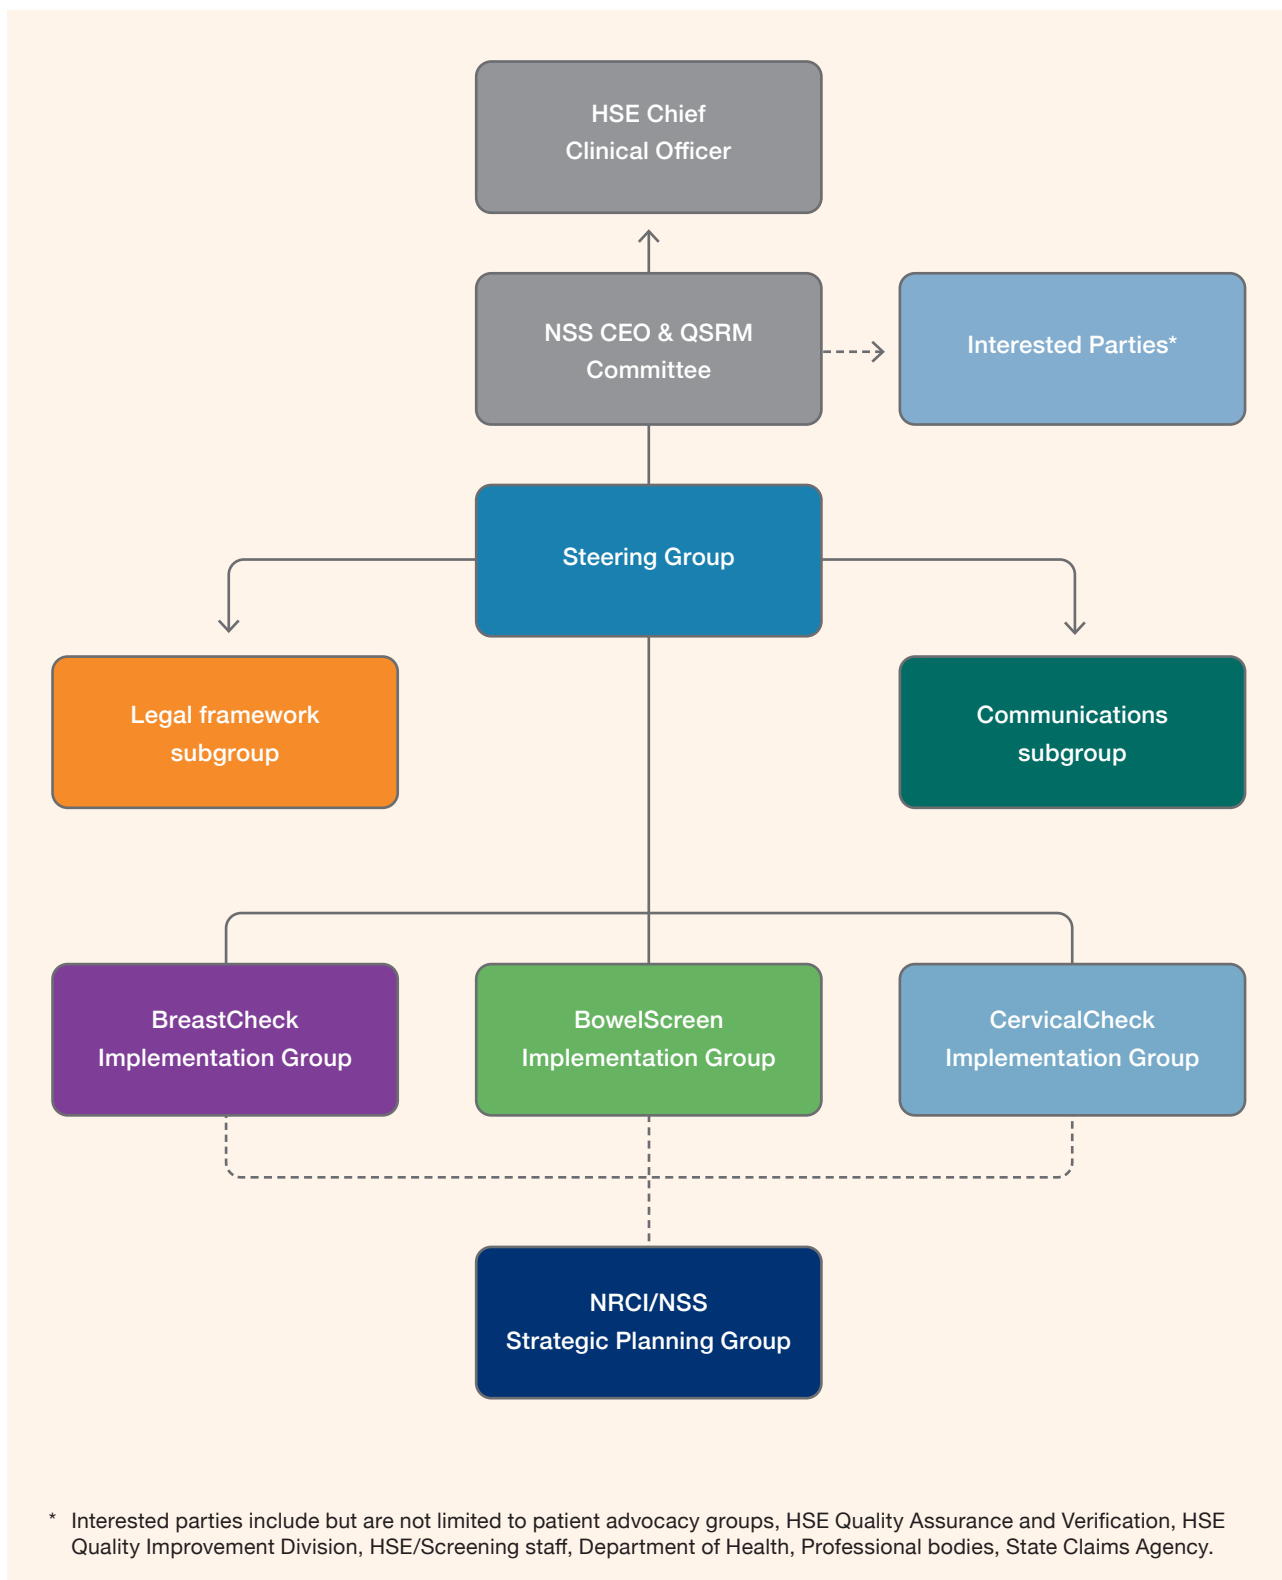 HSE Chief
Clinical Officer
NSS CEO & QSRM
Committee
Interested Parties*
Steering Group
Legal framework
subgroup
Communications
subgroup
BreastCheck
Implementation Group
BowelScreen
Implementation Group
CervicalCheck
Implementation Group
NRCI/NSS
Strategic Planning Group
* Interested parties include but are not limited to patient advocacy groups, HSE Quality Assurance and Verification, HSE
Quality Improvement Division, HSE/Screening staff, Department of Health, Professional bodies, State Claims Agency.